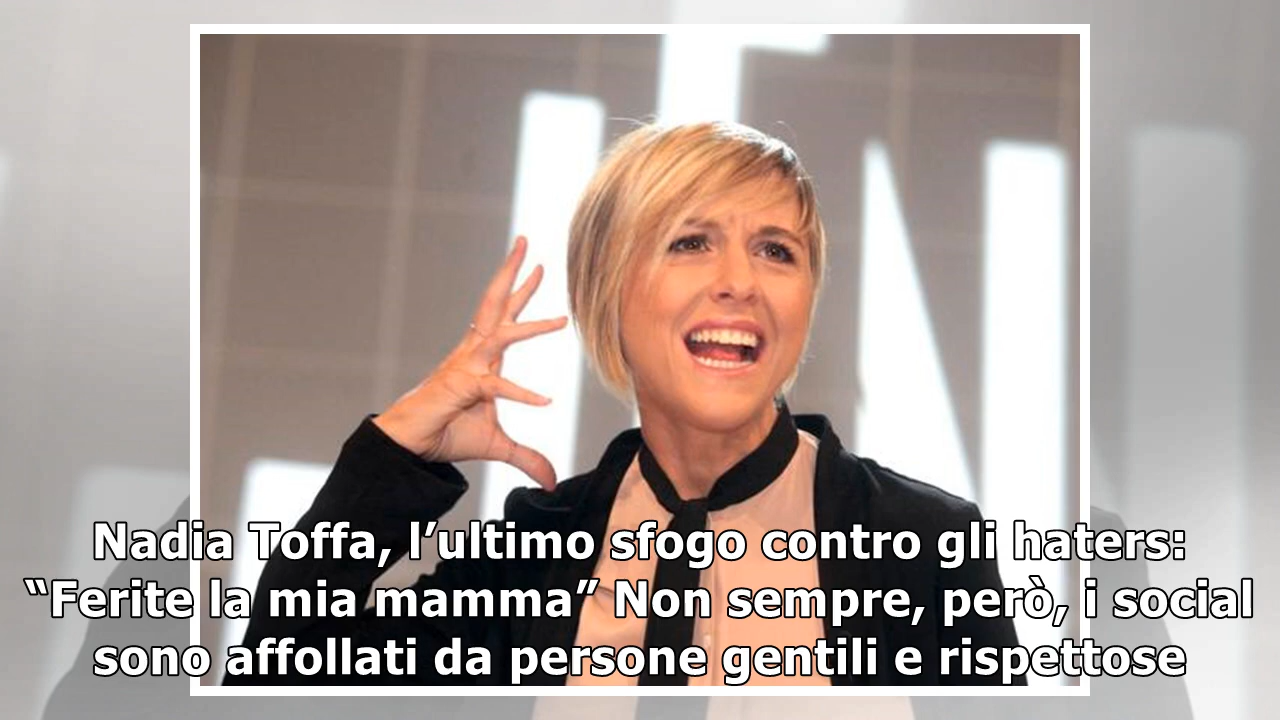 Nadia Toffa, l’ultimo sfogo contro gli haters:
“Ferite la mia mamma” Non sempre, però, i social
sono affollati da persone gentili e rispettose